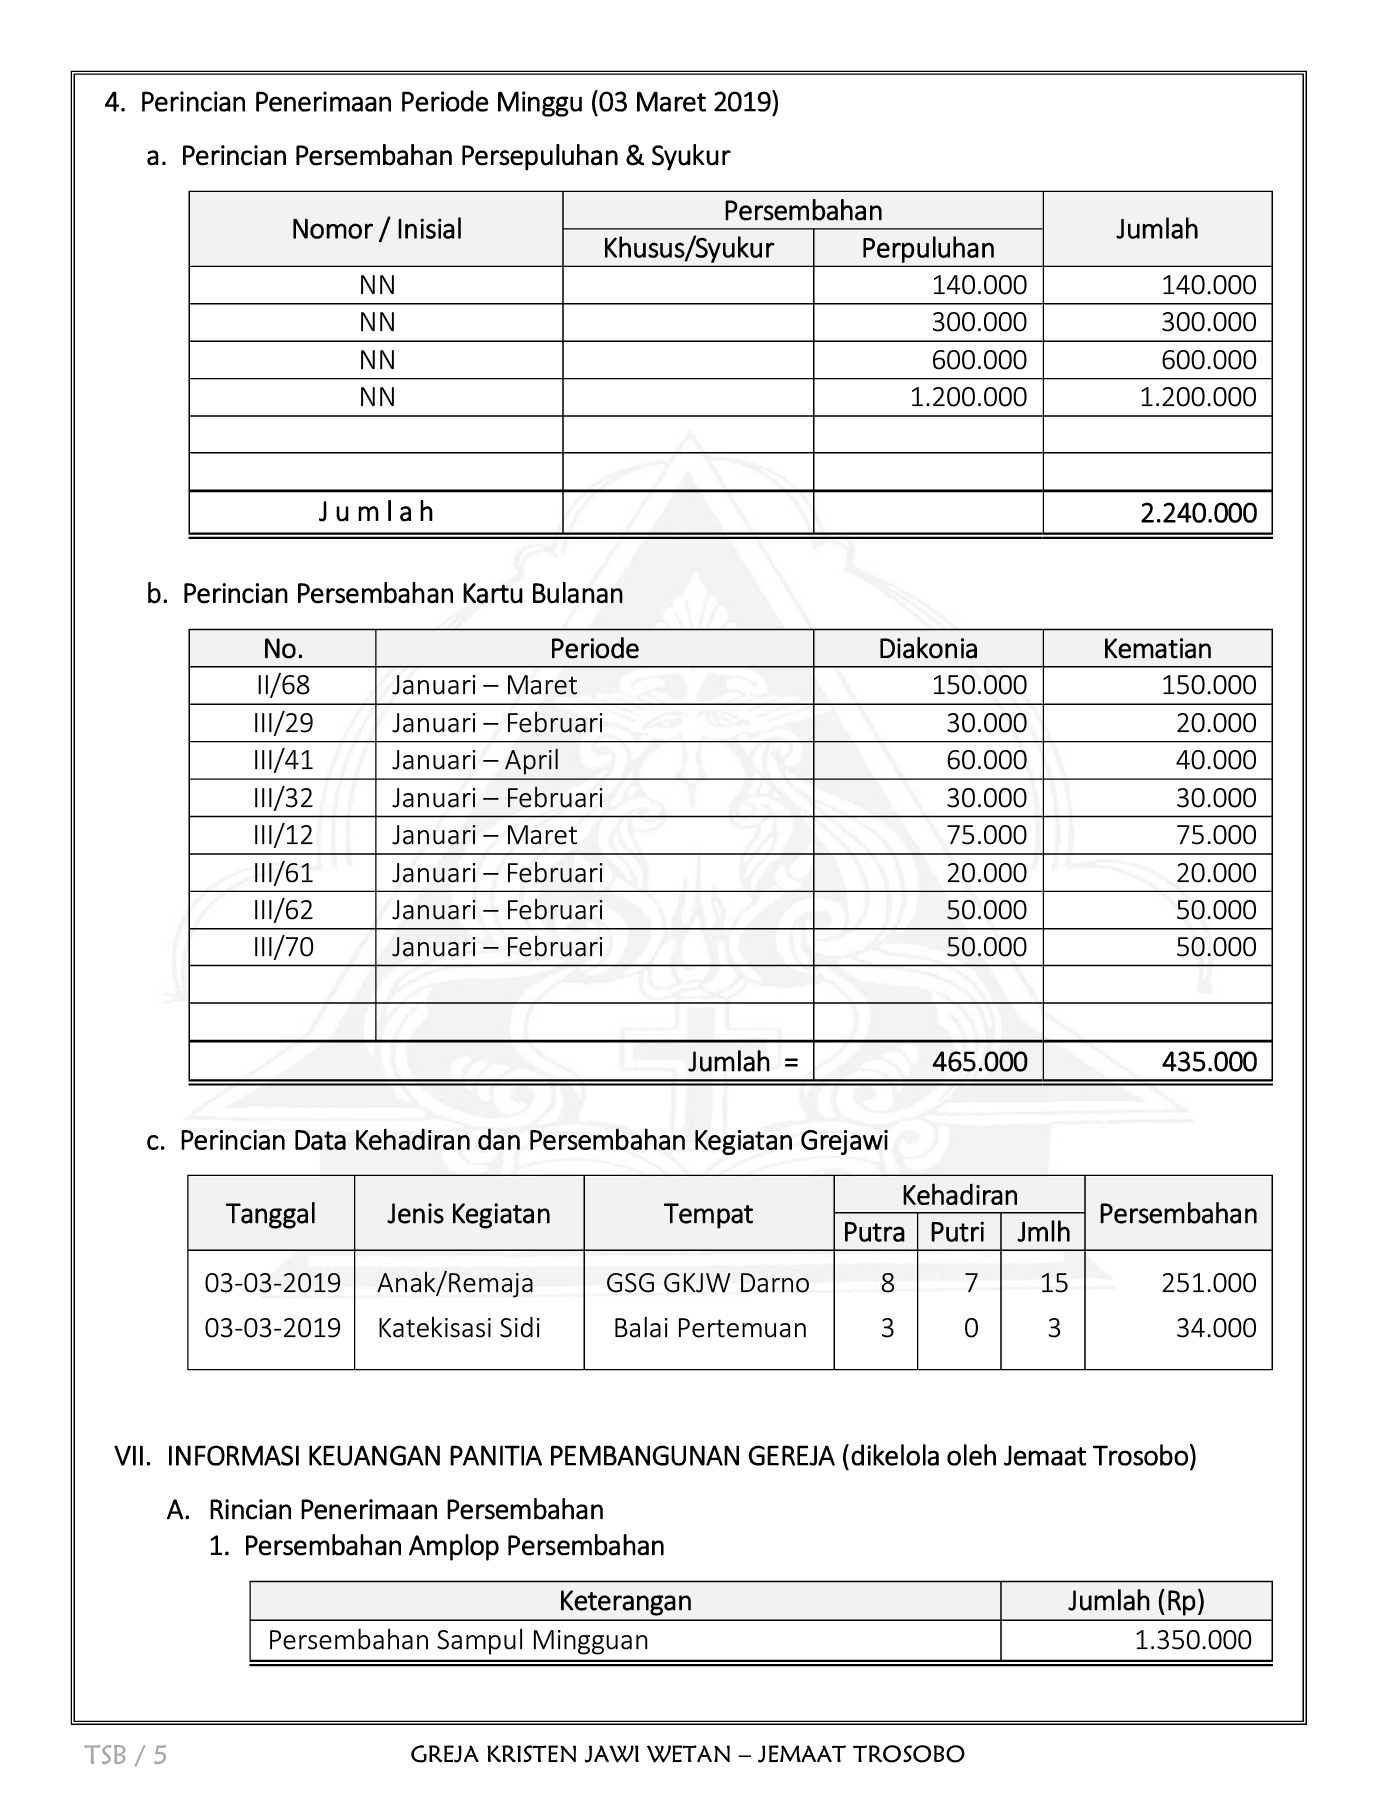 4. Perincian Penerimaan Periode Minggu (03 Maret 2019)
a. Perincian Persembahan Persepuluhan & Syukur
Nomor / Inisial Persembahan Jumlah
Khusus/Syukur Perpuluhan
NN 140.000 140.000
NN 300.000 300.000
NN 600.000 600.000
NN 1.200.000 1.200.000
J u m l a h 2.240.000
b. Perincian Persembahan Kartu Bulanan
No. Periode Diakonia Kematian
II/68 Januari – Maret 150.000 150.000
III/29 Januari – Februari 30.000 20.000
III/41 Januari – April 60.000 40.000
III/32 Januari – Februari 30.000 30.000
III/12 Januari – Maret 75.000 75.000
III/61 Januari – Februari 20.000 20.000
III/62 Januari – Februari 50.000 50.000
III/70 Januari – Februari 50.000 50.000
Jumlah = 465.000 435.000
c. Perincian Data Kehadiran dan Persembahan Kegiatan Grejawi
Tanggal Jenis Kegiatan Tempat Kehadiran Persembahan
Putra Putri Jmlh
03-03-2019 Anak/Remaja GSG GKJW Darno 8 7 15 251.000
03-03-2019 Katekisasi Sidi Balai Pertemuan 3 0 3 34.000
VII. INFORMASI KEUANGAN PANITIA PEMBANGUNAN GEREJA (dikelola oleh Jemaat Trosobo)
A. Rincian Penerimaan Persembahan
1. Persembahan Amplop Persembahan
Keterangan Jumlah (Rp)
Persembahan Sampul Mingguan 1.350.000
TSB / 5 GREJA KRISTEN JAWI WETAN – JEMAAT TROSOBO